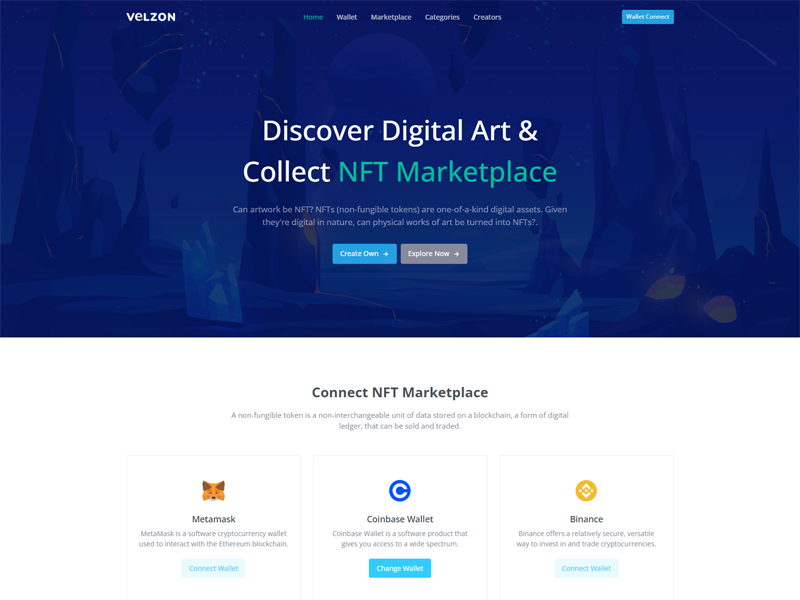 VELZON
Home Wallet Marketplace Categories Creators
Wallet Connect
Discover Digital Art &
Collect NFT Marketplace
Can artwork be NFT? NFTs (non-fungible tokens) are one-of-a-kind digital assets. Given
they're digital in nature, can physical works of art be turned into NFTs?.
Create Own →
Explore Now →
Connect NFT Marketplace
A non-fungible token is a non-interchangeable unit of data stored on a blockchain, a form of digital
ledger, that can be sold and traded.
Metamask
MetaMask is a software cryptocurrency wallet
used to interact with the Ethereum blockchain.
Connect Wallet
Coinbase Wallet
Coinbase Wallet is a software product that
gives you access to a wide spectrum.
Change Wallet
Binance
Binance offers a relatively secure, versatile
way to invest in and trade cryptocurrencies.
Connect Wallet